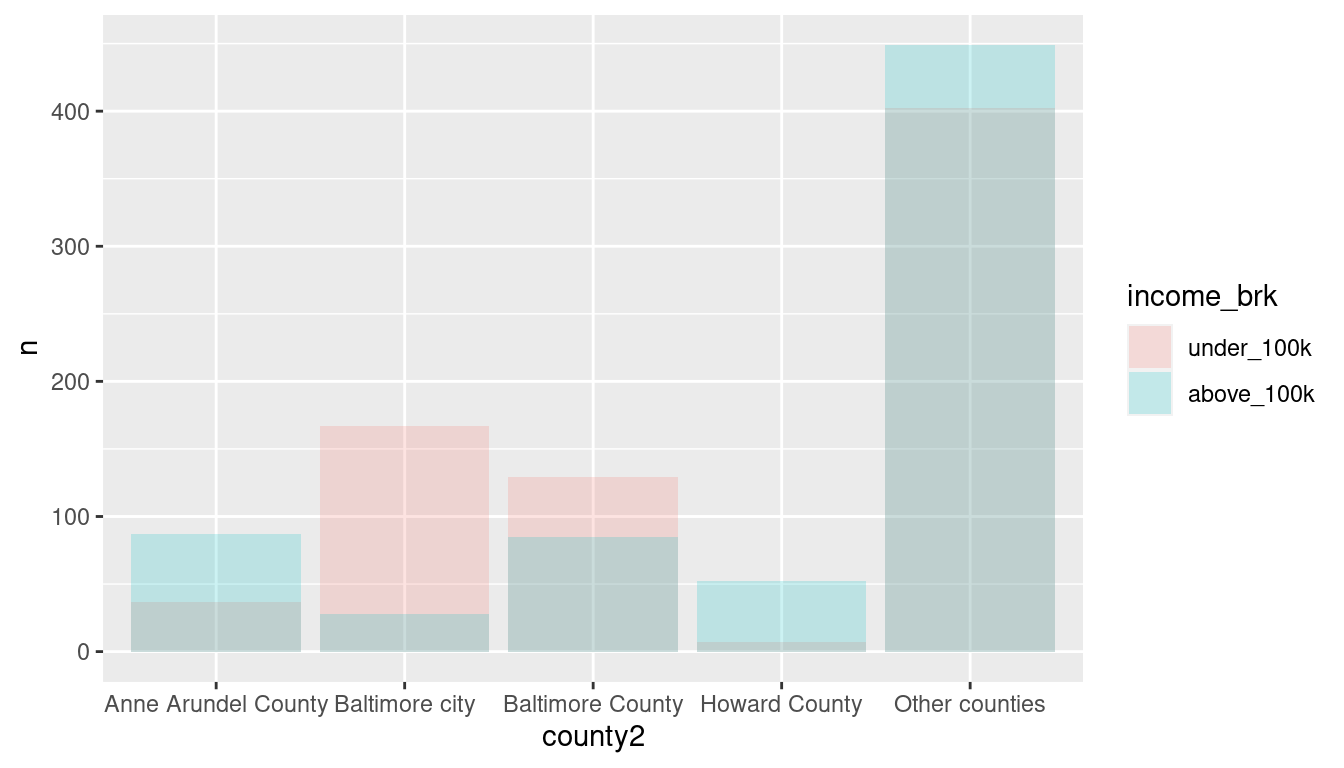 400
300
200
100
0
n
Anne Arundel County Baltimore city Baltimore County Howard County Other counties
county2
income_brk
under_100k
above_100k